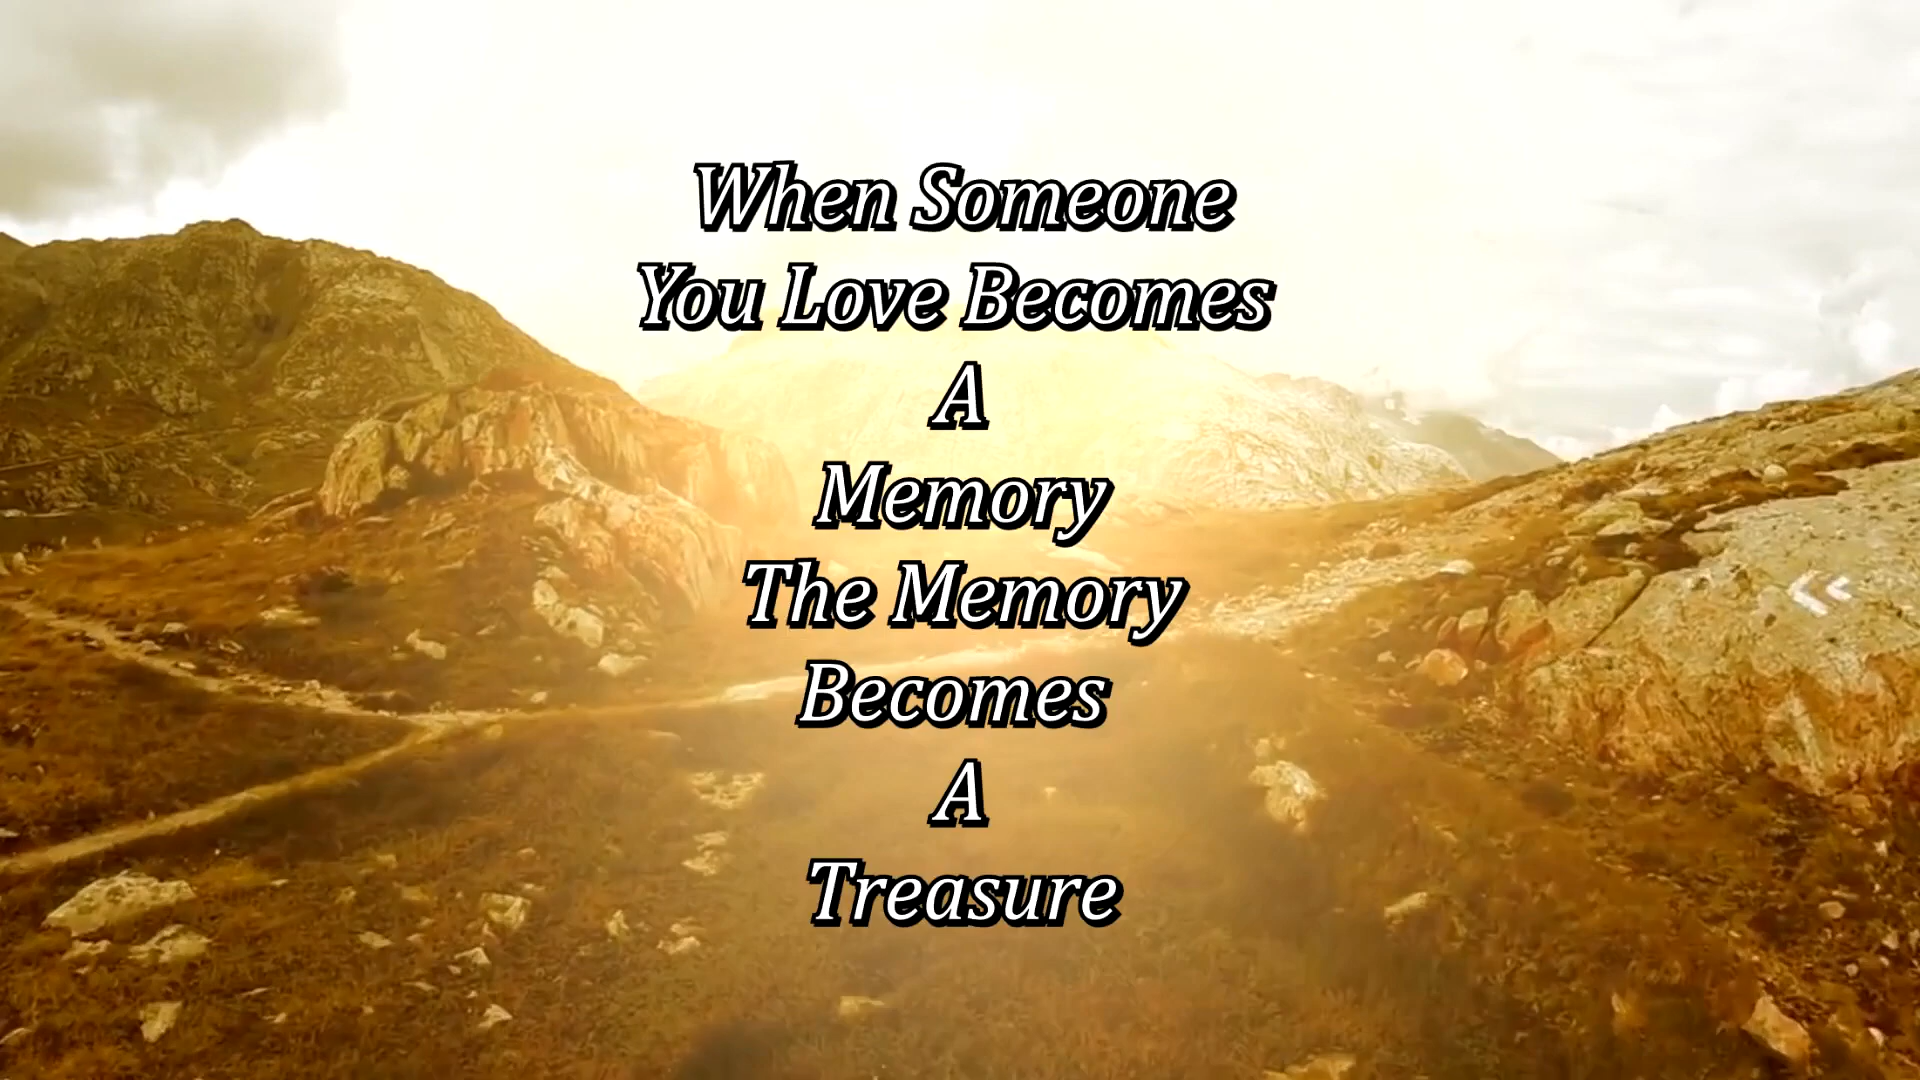 When Someone
You Love Becomes
A
Memory
The Memory
Becomes
A
Treasure